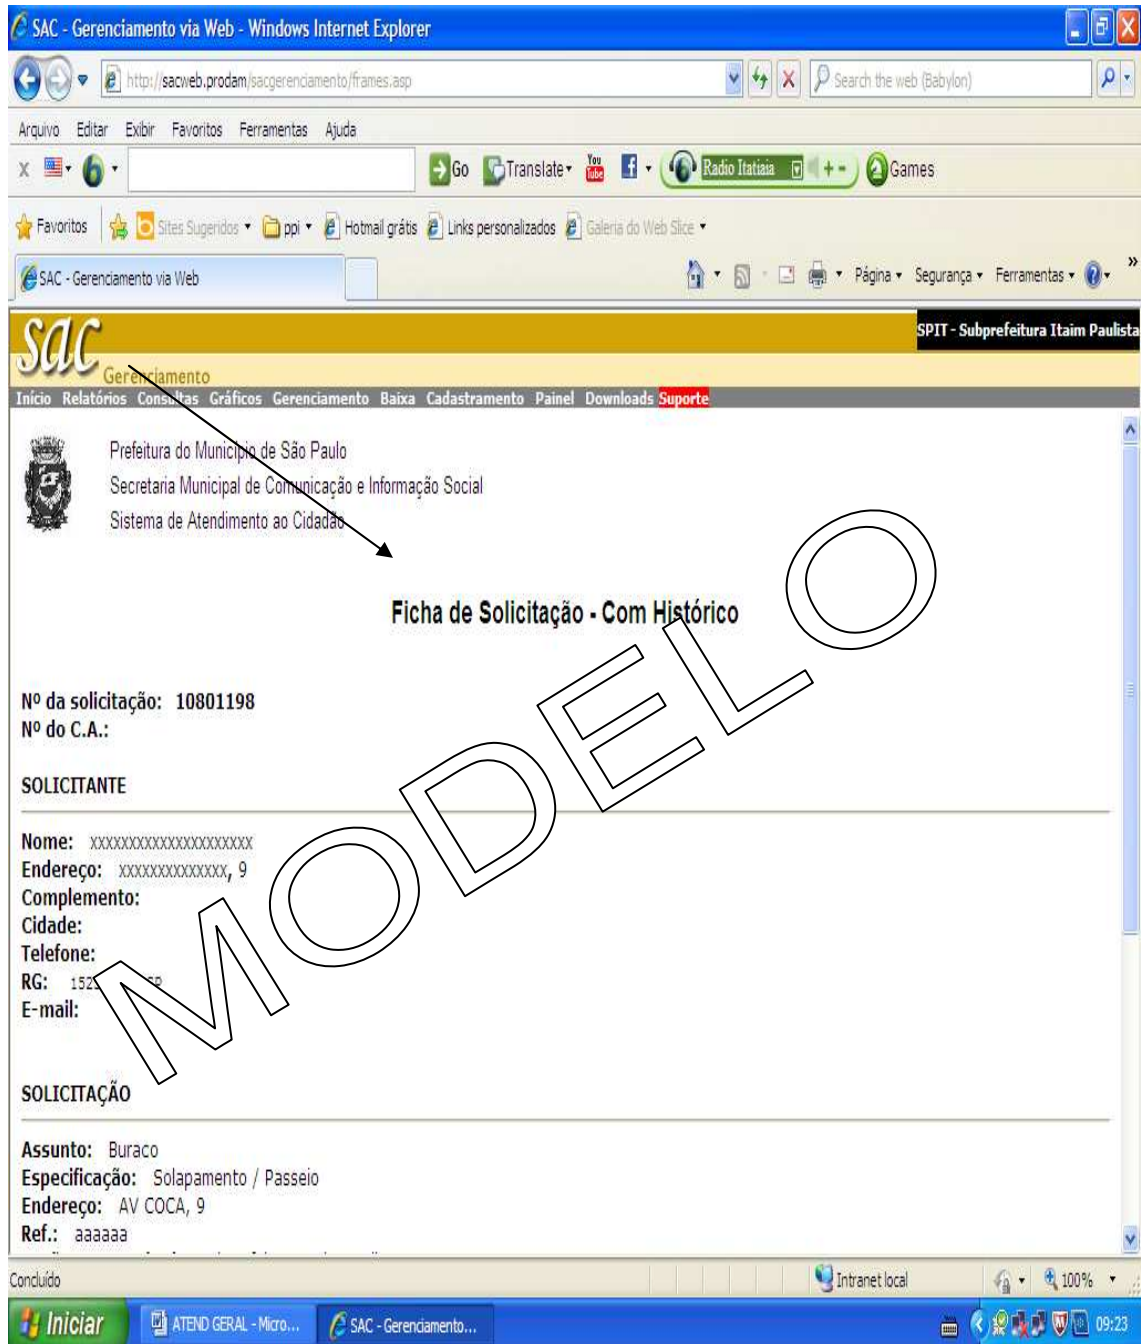 SAC - Gerenciamento via Web - Windows Internet Explorer
http://sacweb.prodam/sacgerenciamento/frames.asp
Search the web (Babylon)
Arquivo Editar Exibir Favoritos Ferramentas Ajuda
X Go Translate You Tube Radio Itatiaia + - Games
Favoritos Sites Sugeridos ppi Hotmail grátis Links personalizados Galeria do Web Slice
SAC - Gerenciamento via Web
Página Segurança Ferramentas »
sac
Gerenciamento
SPIT - Subprefeitura Itaim Paulista
Início Relatórios Consultas Gráficos Gerenciamento Baixa Cadastramento Painel Downloads Suporte
Prefeitura do Município de São Paulo
Secretaria Municipal de Comunicação e Informação Social
Sistema de Atendimento ao Cidadão
Ficha de Solicitação - Com Histórico
Nº da solicitação: 10801198
Nº do C.A.:
SOLICITANTE
Nome: xxxxxxxxxxxxxxxxxxxxx
Endereço: xxxxxxxxxxxxxx, 9
Complemento:
Cidade:
Telefone:
RG: 152
E-mail:
MODELO
SOLICITAÇÃO
Assunto: Buraco
Especificação: Solapamento / Passeio
Endereço: AV COCA, 9
Ref.: aaaaaa
Concluído
Intranet local
100%
Iniciar
ATEND GERAL - Micro...
SAC - Gerenciamento...
09:23